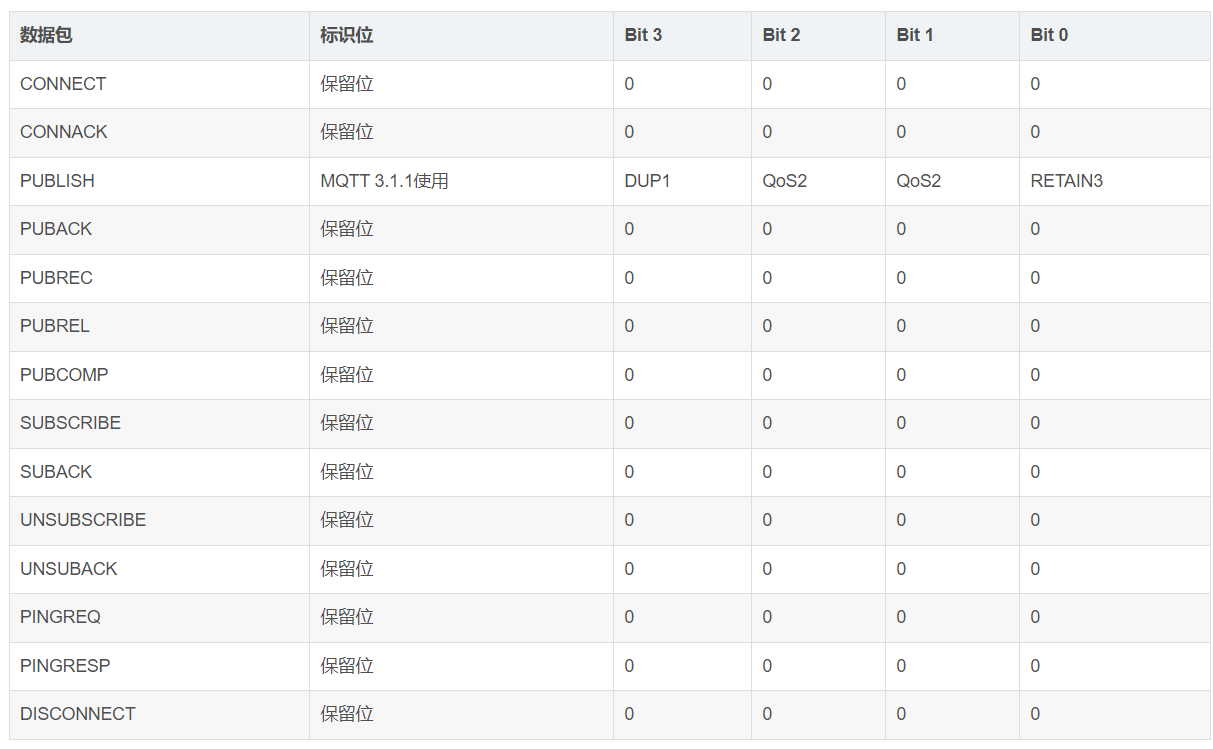 数据包 标识位 Bit 3 Bit 2 Bit 1 Bit 0
CONNECT 保留位 0 0 0 0
CONNACK 保留位 0 0 0 0
PUBLISH MQTT 3.1.1使用 DUP1 QoS2 QoS2 RETAIN3
PUBACK 保留位 0 0 0 0
PUBREC 保留位 0 0 0 0
PUBREL 保留位 0 0 0 0
PUBCOMP 保留位 0 0 0 0
SUBSCRIBE 保留位 0 0 0 0
SUBACK 保留位 0 0 0 0
UNSUBSCRIBE 保留位 0 0 0 0
UNSUBACK 保留位 0 0 0 0
PINGREQ 保留位 0 0 0 0
PINGRESP 保留位 0 0 0 0
DISCONNECT 保留位 0 0 0 0